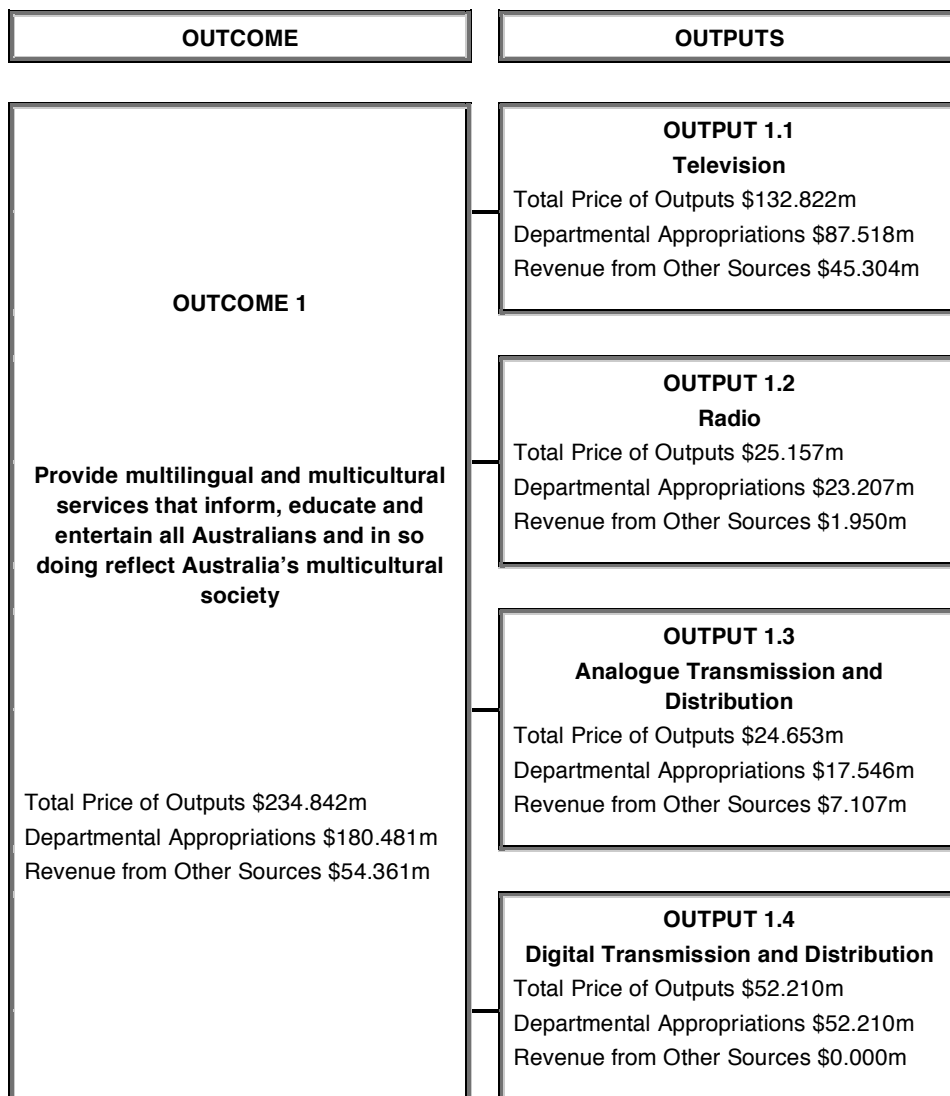 OUTCOME
OUTPUTS
OUTCOME 1
Provide multilingual and multicultural
services that inform, educate and
entertain all Australians and in so
doing reflect Australia's multicultural
society
Total Price of Outputs $234.842m
Departmental Appropriations $180.481m
Revenue from Other Sources $54.361m
OUTPUT 1.1
Television
Total Price of Outputs $132.822m
Departmental Appropriations $87.518m
Revenue from Other Sources $45.304m
OUTPUT 1.2
Radio
Total Price of Outputs $25.157m
Departmental Appropriations $23.207m
Revenue from Other Sources $1.950m
OUTPUT 1.3
Analogue Transmission and
Distribution
Total Price of Outputs $24.653m
Departmental Appropriations $17.546m
Revenue from Other Sources $7.107m
OUTPUT 1.4
Digital Transmission and Distribution
Total Price of Outputs $52.210m
Departmental Appropriations $52.210m
Revenue from Other Sources $0.000m